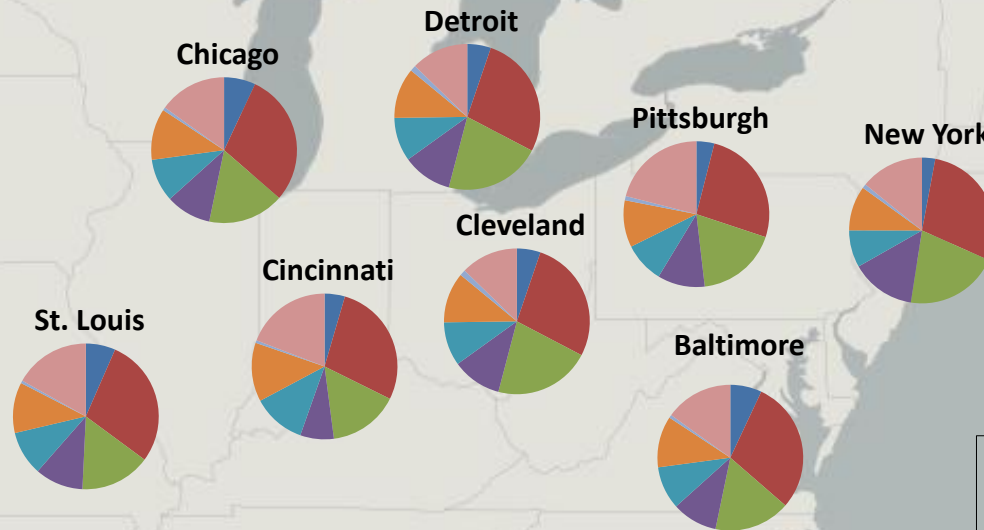 Detroit
Chicago
Pittsburgh
New York
Cleveland
Cincinnati
St. Louis
Baltimore